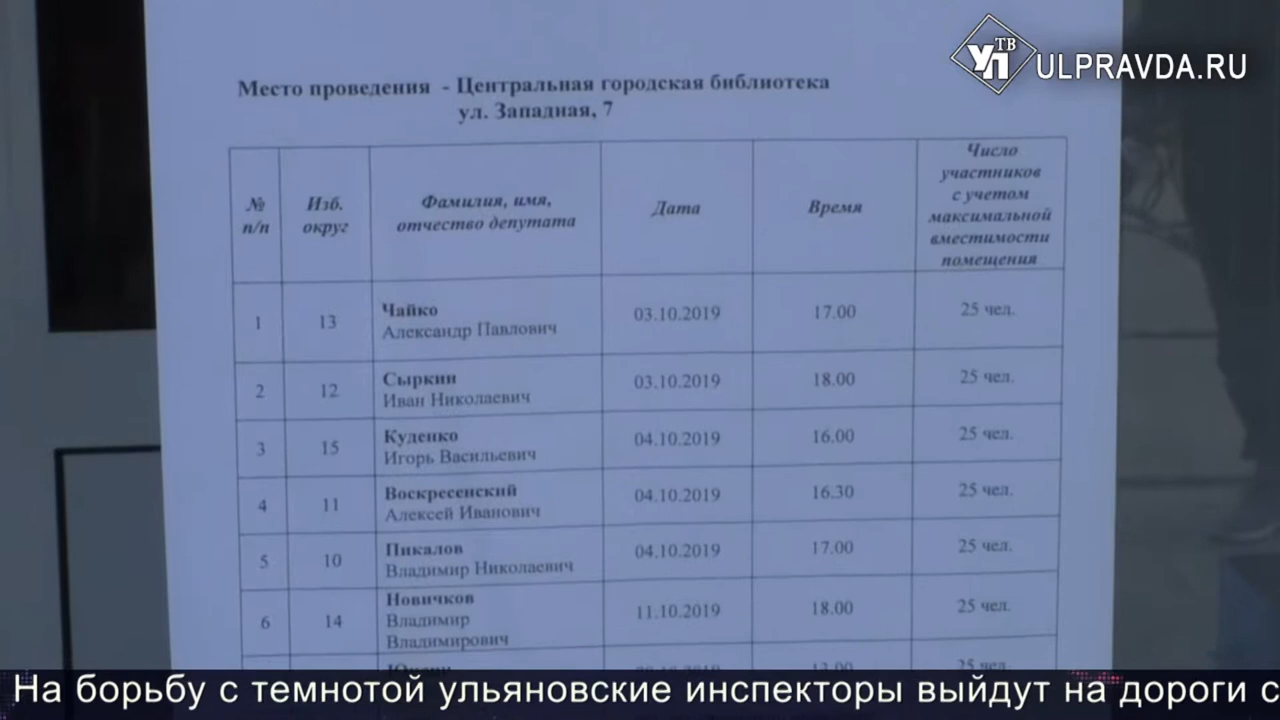 УП ТВ ULPRAVDA.RU
Место проведения - Центральная городская библиотека
ул. Западная, 7
№ п/п Изб. округ Фамилия, имя, отчество депутата Дата Время Число участников с учетом максимальной вместимости помещения
1 13 Чайко Александр Павлович 03.10.2019 17.00 25 чел.
2 12 Сыркин Иван Николаевич 03.10.2019 18.00 25 чел.
3 15 Куденко Игорь Васильевич 04.10.2019 16.00 25 чел.
4 11 Воскресенский Алексей Иванович 04.10.2019 16.30 25 чел.
5 10 Пикалов Владимир Николаевич 04.10.2019 17.00 25 чел.
6 14 Новичков Владимир Владимирович 11.10.2019 18.00 25 чел.
25 чел.
На борьбу с темнотой ульяновские инспекторы выйдут на дороги с